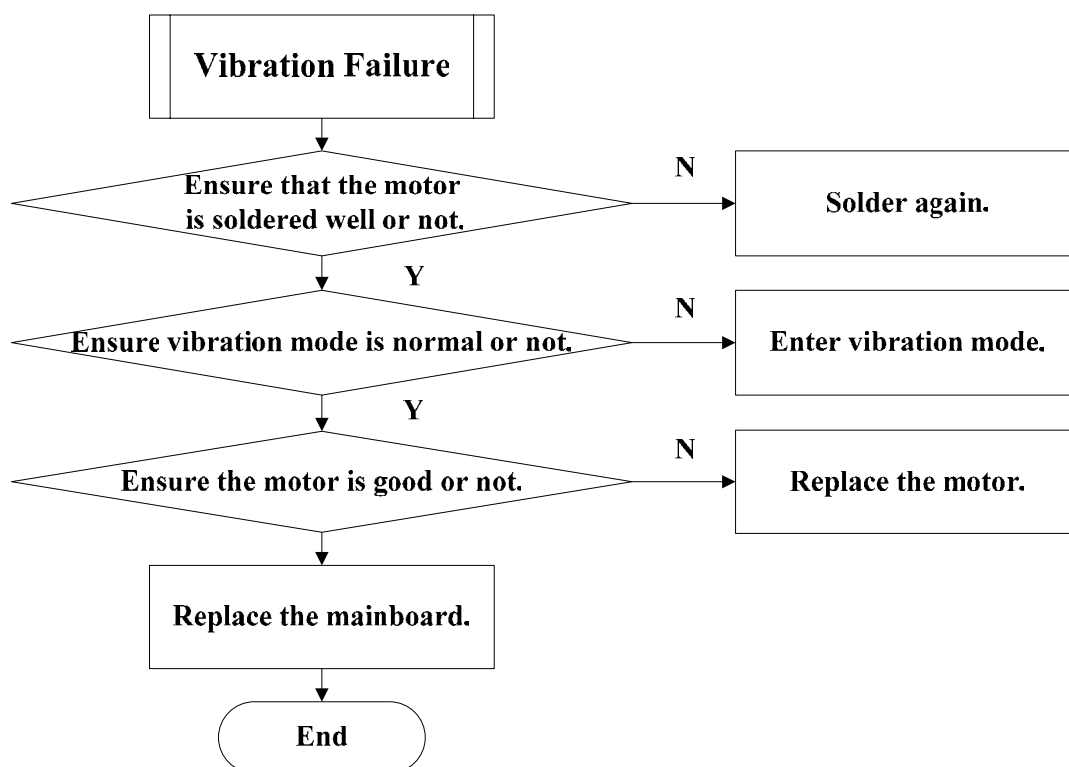 Vibration Failure
Ensure that the motor
is soldered well or not.
N
Solder again.
Y
Ensure vibration mode is normal or not.
N
Enter vibration mode.
Y
Ensure the motor is good or not.
N
Replace the motor.
Replace the mainboard.
End